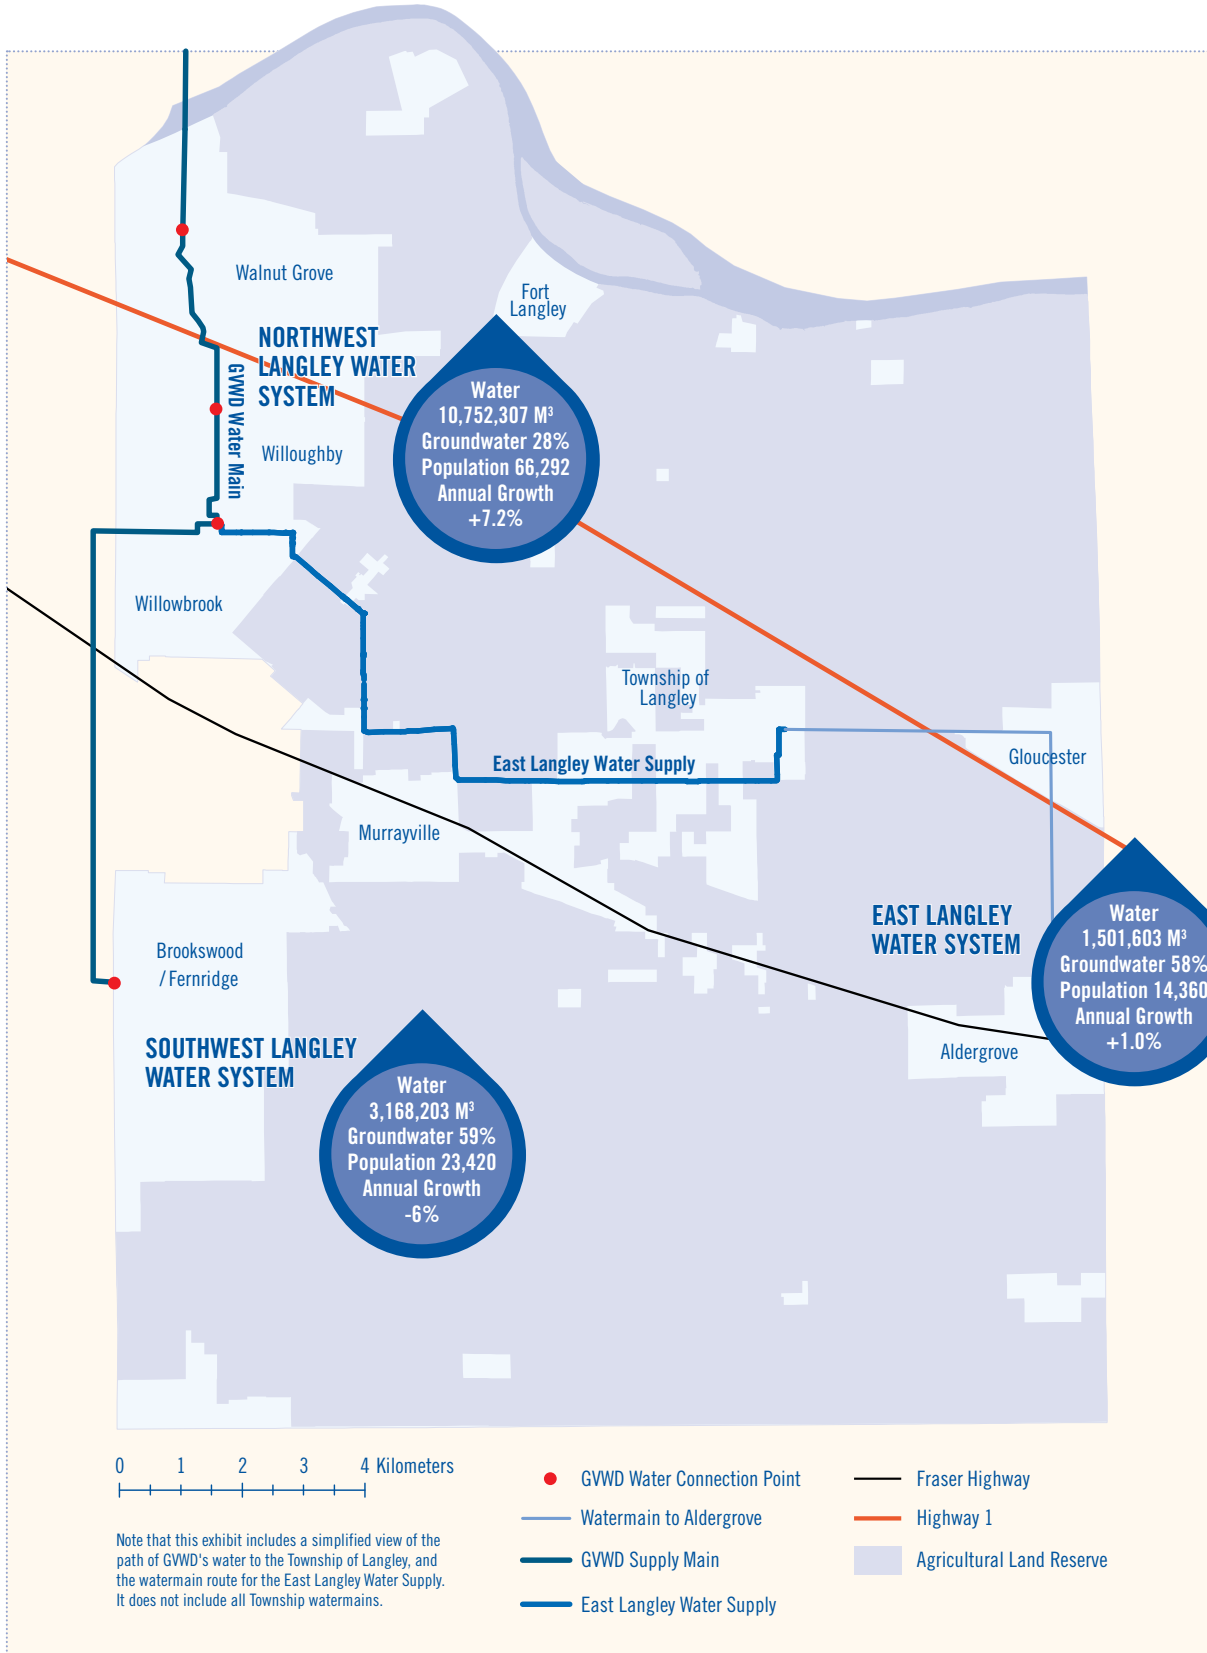 Walnut Grove
Fort
Langley
NORTHWEST
LANGLEY WATER
SYSTEM
GVWD Water Main
Willoughby
Water
10,752,307 M³
Groundwater 28%
Population 66,292
Annual Growth
+7.2%
Willowbrook
Township of
Langley
East Langley Water Supply
Gloucester
Murrayville
EAST LANGLEY
WATER SYSTEM
Water
1,501,603 M³
Groundwater 58%
Population 14,360
Annual Growth
+1.0%
Brookswood
/ Fernridge
Aldergrove
SOUTHWEST LANGLEY
WATER SYSTEM
Water
3,168,203 M³
Groundwater 59%
Population 23,420
Annual Growth
-6%
0 1 2 3 4 Kilometers
Note that this exhibit includes a simplified view of the
path of GVWD's water to the Township of Langley, and
the watermain route for the East Langley Water Supply.
It does not include all Township watermains.
GVWD Water Connection Point
Watermain to Aldergrove
GVWD Supply Main
East Langley Water Supply
Fraser Highway
Highway 1
Agricultural Land Reserve